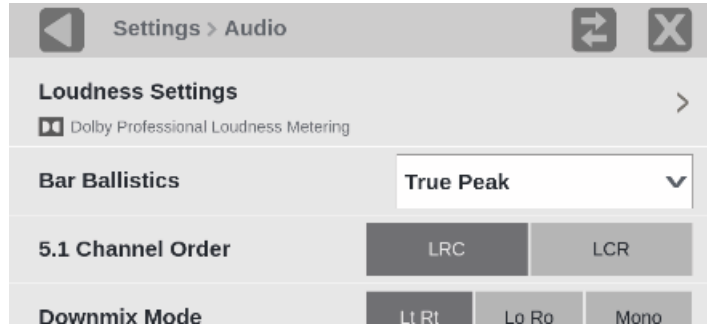 Settings > Audio
Loudness Settings
Dolby Professional Loudness Metering
Bar Ballistics True Peak
5.1 Channel Order LRC LCR
Downmix Mode Lt Rt Lo Ro Mono